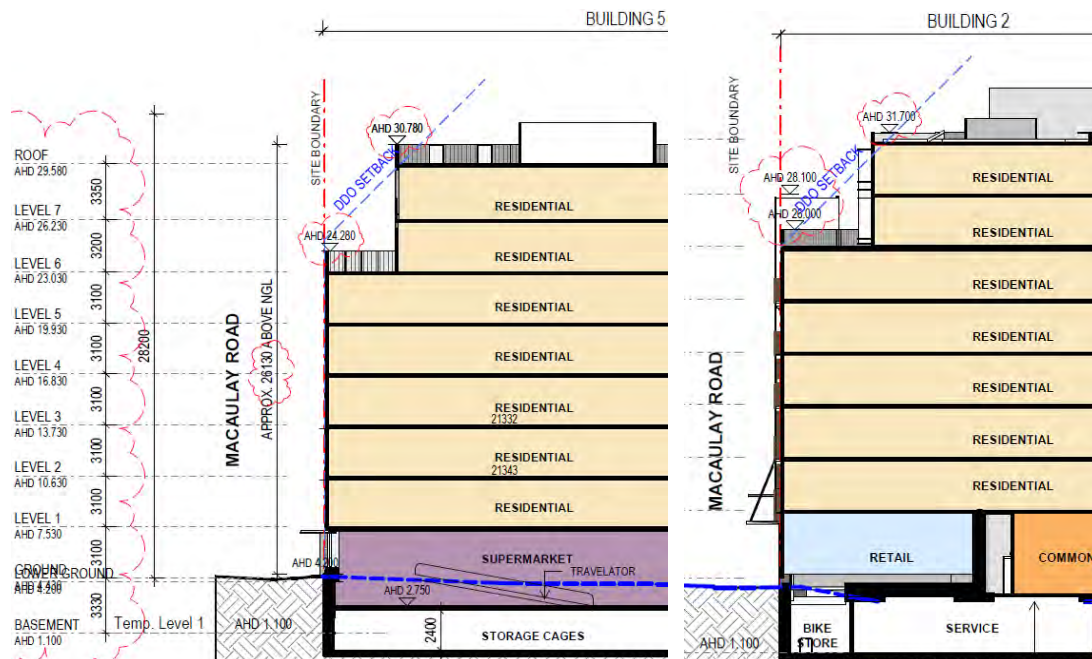 BUILDING 5
SITE BOUNDARY
DDO SETBACK
AHD 30.780
AHD 24.280
ROOF
AHD 29.580
3350
LEVEL 7
AHD 26.230
3200
LEVEL 6
AHD 23.030
3100
LEVEL 5
AHD 19.930
3100
LEVEL 4
AHD 16.830
3100
LEVEL 3
AHD 13.730
3100
LEVEL 2
AHD 10.630
3100
LEVEL 1
AHD 7.530
3100
GROUND
LOWER GROUND
AHD 4.200
3330
BASEMENT
AHD 1.100
28200
MACAULAY ROAD
APPROX. 26130 ABOVE NGL
Temp. Level 1
AHD 1.100
RESIDENTIAL
RESIDENTIAL
RESIDENTIAL
RESIDENTIAL
RESIDENTIAL
21332
RESIDENTIAL
21343
RESIDENTIAL
AHD 4.200
SUPERMARKET
TRAVELATOR
AHD 2.750
2400
STORAGE CAGES
BUILDING 2
SITE BOUNDARY
DDO SETBACK
AHD 31.700
AHD 28.100
MACAULAY ROAD
RESIDENTIAL
RESIDENTIAL
RESIDENTIAL
RESIDENTIAL
RESIDENTIAL
RESIDENTIAL
RESIDENTIAL
RETAIL
COMMON
AHD 1.100
BIKE
STORE
SERVICE